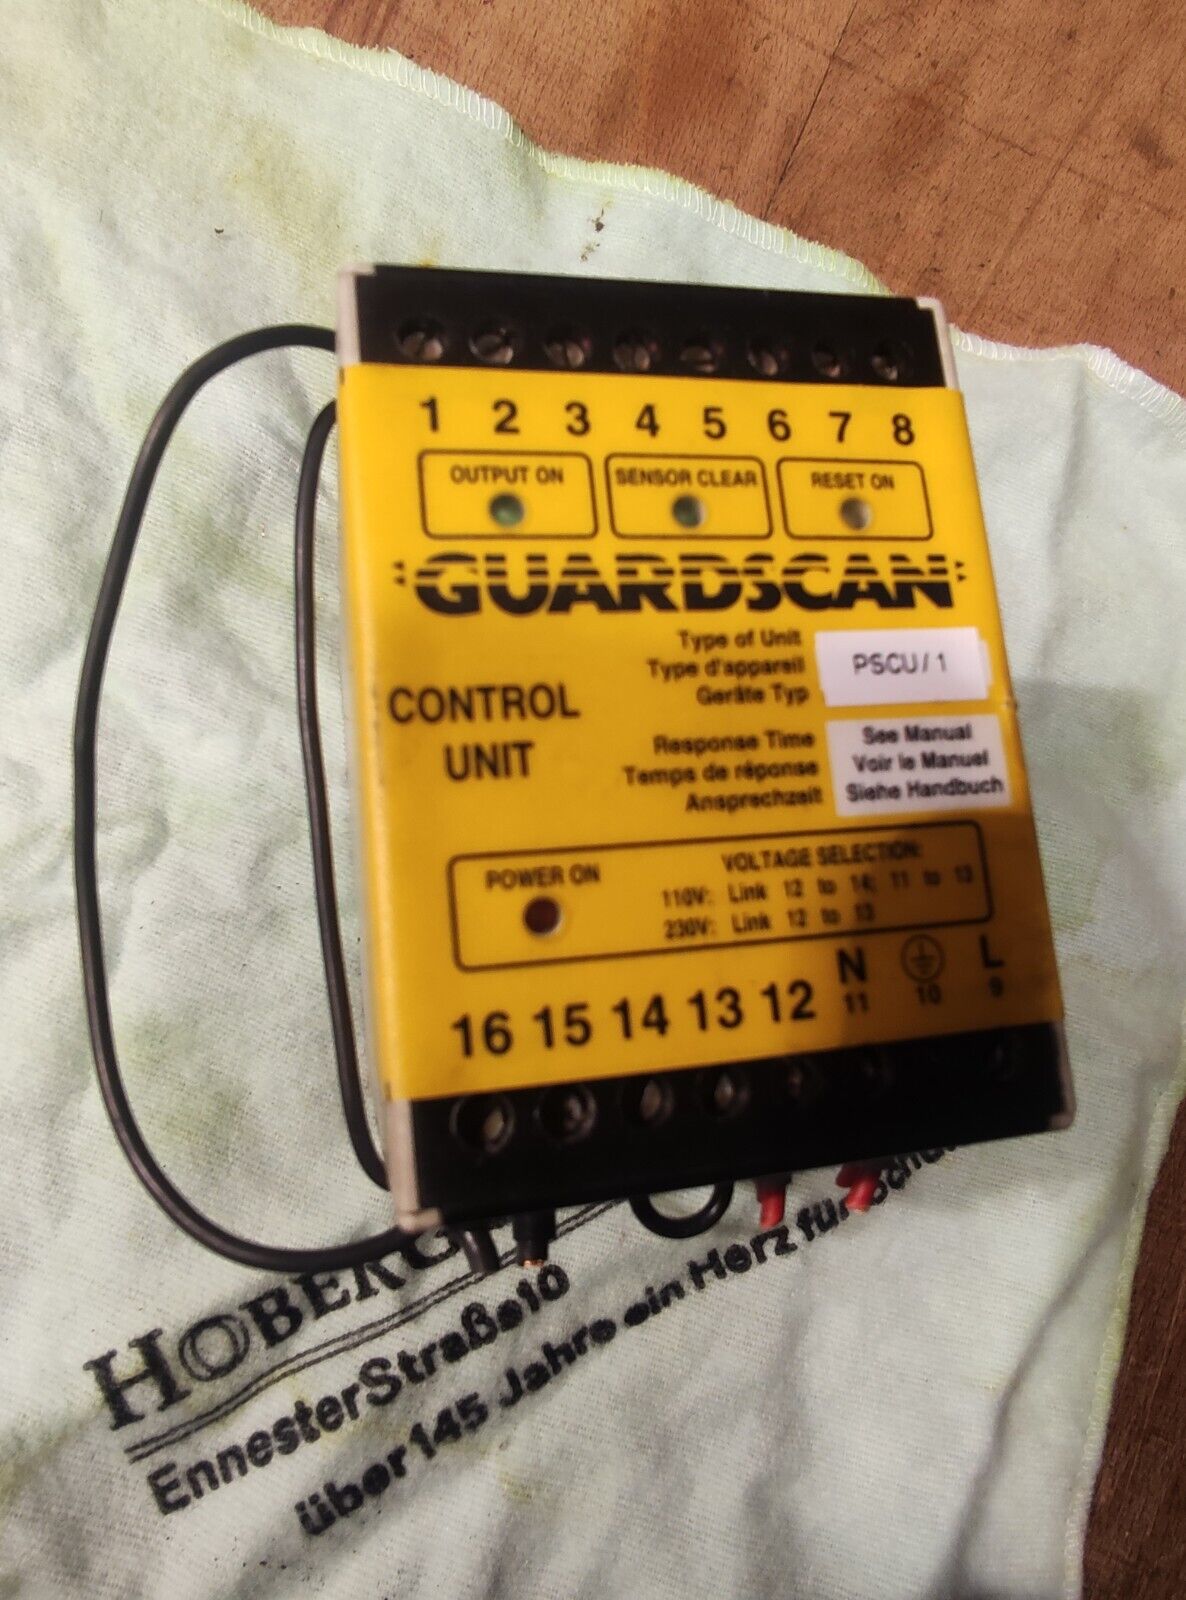 1 2 3 4 5 6 7 8
OUTPUT ON SENSOR CLEAR RESET ON
GUARDSCAN
CONTROL
UNIT
Type of Unit
Type d'appareil
Geräte Typ
PSCU/1
Response Time
Temps de réponse
Ansprechzeit
See Manual
Voir le Manuel
Siehe Handbuch
POWER ON
VOLTAGE SELECTION:
110V: Link 12 to 14; 11 to 13
230V: Link 12 to 13
16 15 14 13 12 N 11 10 L 9
HOBERG
EnnesterStraße10
über145 Jahre ein Herz für